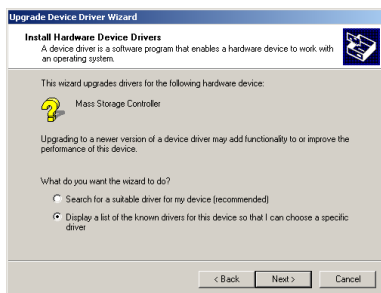 Upgrade Device Driver Wizard
Install Hardware Device Drivers
A device driver is a software program that enables a hardware device to work with
an operating system.
This wizard upgrades drivers for the following hardware device:
Mass Storage Controller
Upgrading to a newer version of a device driver may add functionality to or improve the
performance of this device.
What do you want the wizard to do?
Search for a suitable driver for my device (recommended)
Display a list of the known drivers for this device so that I can choose a specific
driver
< Back
Next >
Cancel